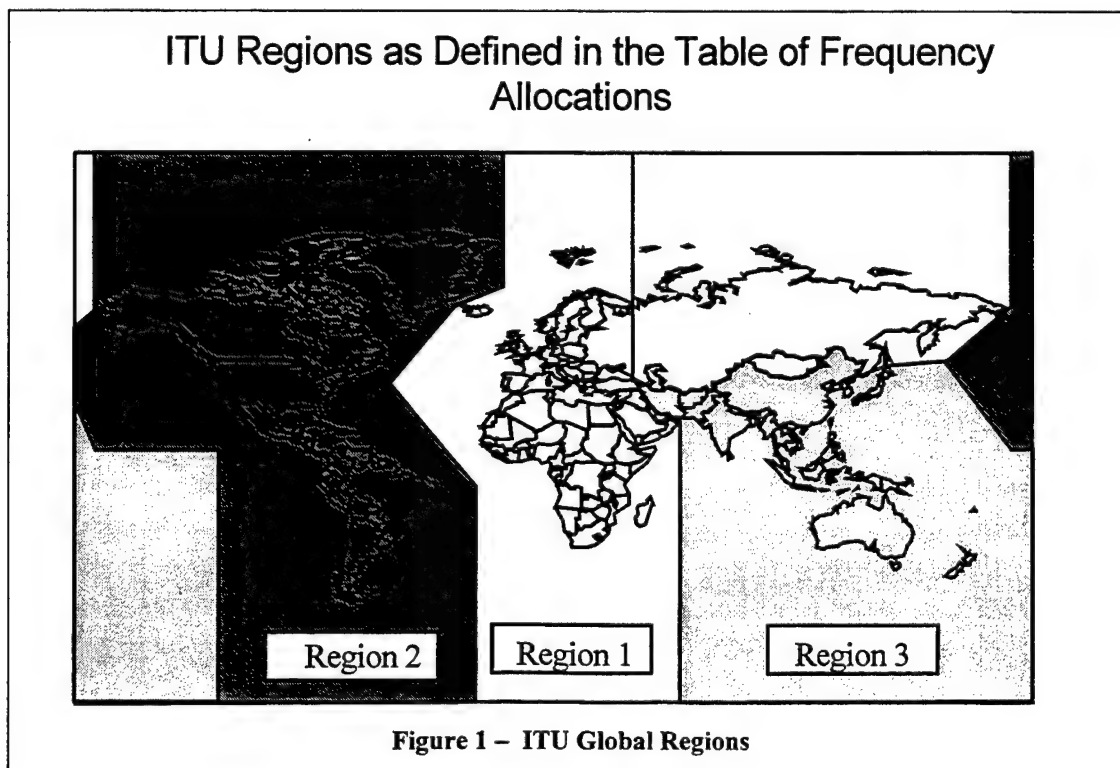 ITU Regions as Defined in the Table of Frequency
Allocations
Region 2
Region 1
Region 3
Figure 1 – ITU Global Regions